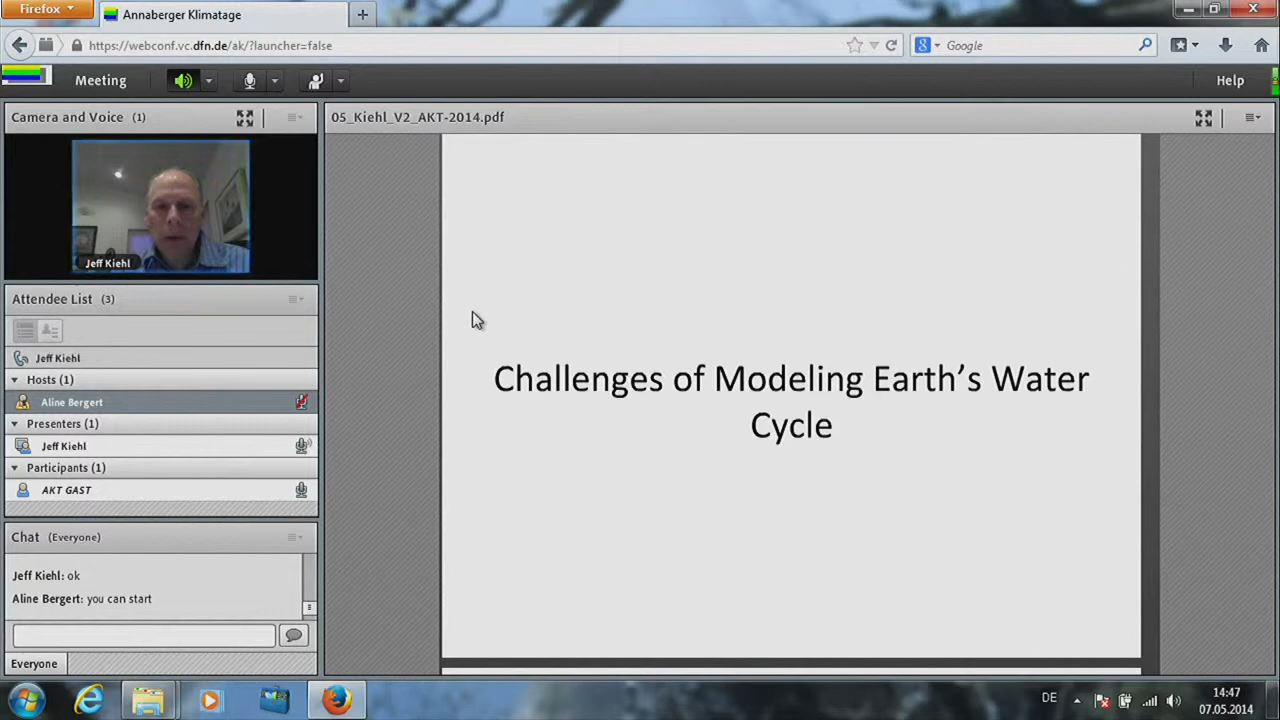 Firefox
Annaberger Klimatage
https://webconf.vc.dfn.de/ak/?launcher=false
Google
Meeting
Help
Camera and Voice (1)
05_Kiehl_V2_AKT-2014.pdf
Jeff Kiehl
Attendee List (3)
Jeff Kiehl
Hosts (1)
Aline Bergert
Presenters (1)
Jeff Kiehl
Participants (1)
AKT GAST
Challenges of Modeling Earth’s Water
Cycle
Chat (Everyone)
Jeff Kiehl: ok
Aline Bergert: you can start
Everyone
DE
14:47
07.05.2014